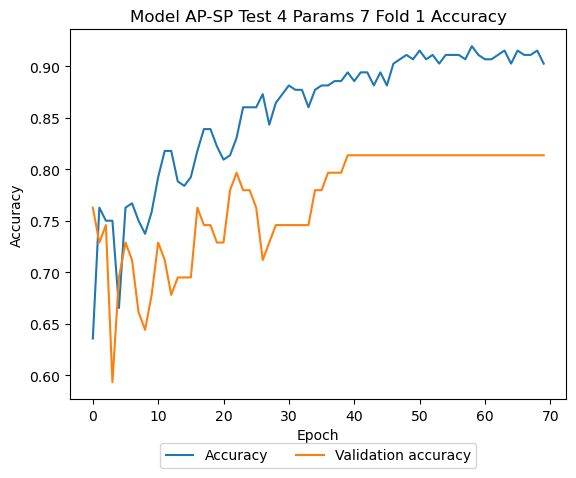 Model AP-SP Test 4 Params 7 Fold 1 Accuracy
0.90
0.85
0.80
0.75
0.70
0.65
0.60
Accuracy
0 10 20 30 40 50 60 70
Epoch
Accuracy Validation accuracy